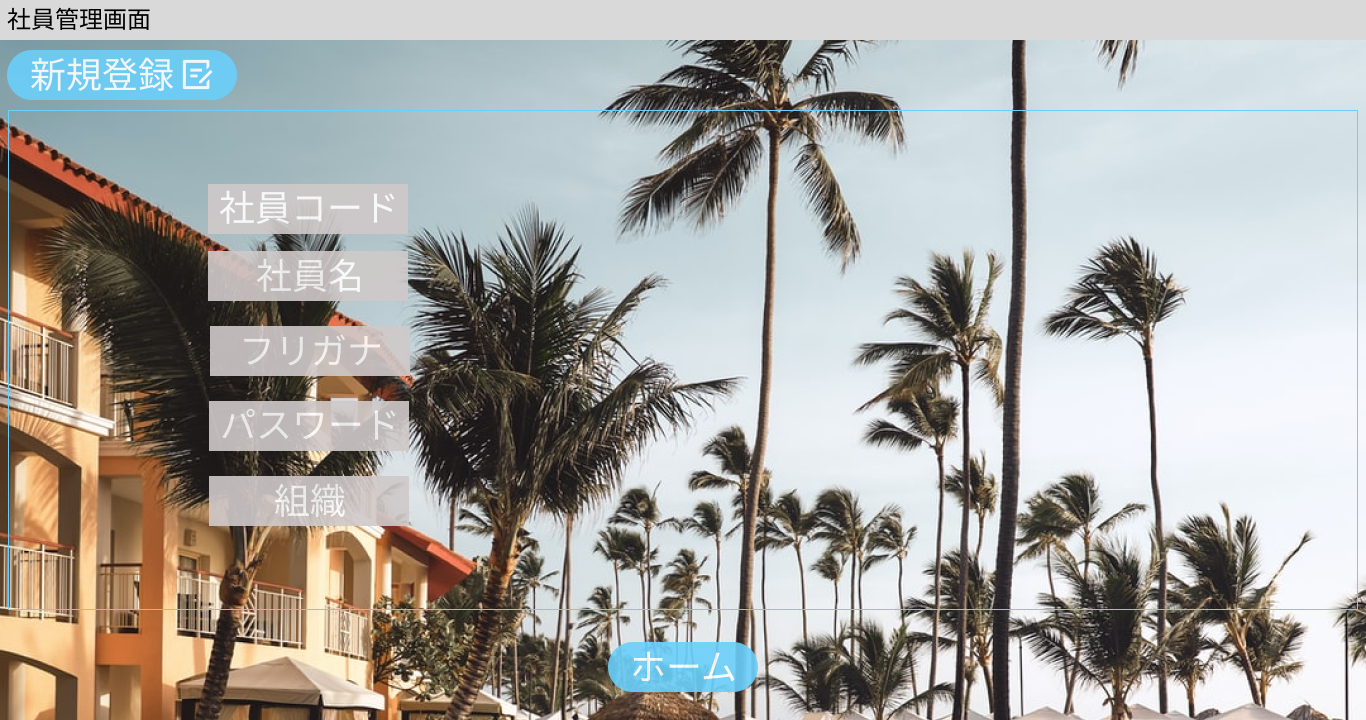 社員管理画面
新規登録
社員コード
社員名
フリガナ
パスワード
組織
ホーム